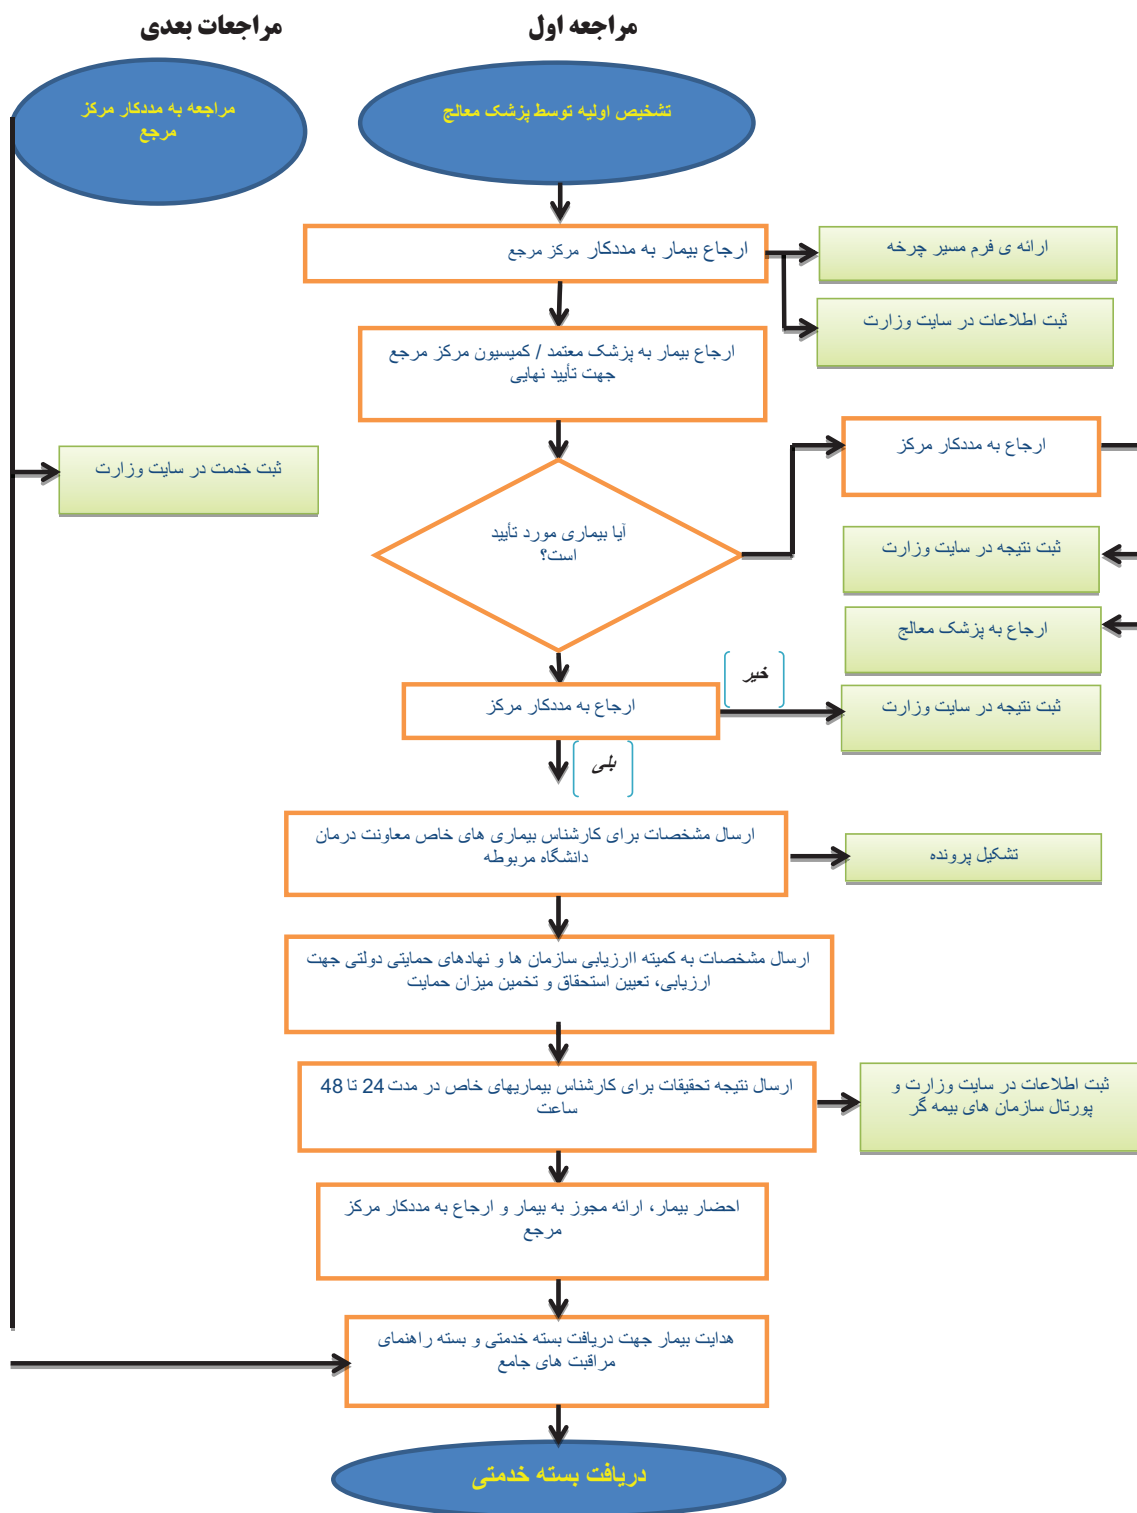 مراجعه اول
مراجعات بعدی
تشخیص اولیه توسط پزشک معالج
مراجعه به مددکار مرکز
مرجع
ارجاع بیمار به مددکار مرکز مرجع
ارائه ی فرم مسیر چرخه
ثبت اطلاعات در سایت وزارت
ارجاع بیمار به پزشک معتمد / کمیسیون مرکز مرجع
جهت تأیید نهایی
ارجاع به مددکار مرکز
ثبت خدمت در سایت وزارت
آیا بیماری مورد تأیید
است؟
ثبت نتیجه در سایت وزارت
ارجاع به پزشک معالج
خیر
ارجاع به مددکار مرکز
ثبت نتیجه در سایت وزارت
بلی
ارسال مشخصات برای کارشناس بیماری های خاص معاونت درمان
دانشگاه مربوطه
تشکیل پرونده
ارسال مشخصات به کمیته اارزیابی سازمان ها و نهادهای حمایتی دولتی جهت
ارزیابی، تعیین استحقاق و تخمین میزان حمایت
ارسال نتیجه تحقیقات برای کارشناس بیماریهای خاص در مدت 24 تا 48
ساعت
ثبت اطلاعات در سایت وزارت و
پورتال سازمان های بیمه گر
احضار بیمار، ارائه مجوز به بیمار و ارجاع به مددکار مرکز
مرجع
هدایت بیمار جهت دریافت بسته خدمتی و بسته راهنمای
مراقبت های جامع
دریافت بسته خدمتی